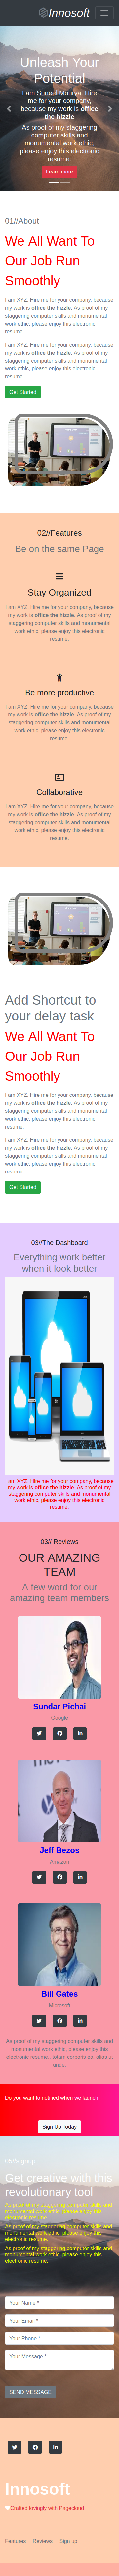 Innosoft
Unleash Your
Potential
I am Suneet Mourya. Hire
me for your company,
because my work is office
the hizzle
As proof of my staggering
computer skills and
monumental work ethic,
please enjoy this electronic
resume.
Learn more
01//About
We All Want To
Our Job Run
Smoothly
I am XYZ. Hire me for your company, because
my work is office the hizzle. As proof of my
staggering computer skills and monumental
work ethic, please enjoy this electronic
resume.
I am XYZ. Hire me for your company, because
my work is office the hizzle. As proof of my
staggering computer skills and monumental
work ethic, please enjoy this electronic
resume.
Get Started
02//Features
Be on the same Page
Stay Organized
I am XYZ. Hire me for your company, because
my work is office the hizzle. As proof of my
staggering computer skills and monumental
work ethic, please enjoy this electronic
resume.
Be more productive
I am XYZ. Hire me for your company, because
my work is office the hizzle. As proof of my
staggering computer skills and monumental
work ethic, please enjoy this electronic
resume.
Collaborative
I am XYZ. Hire me for your company, because
my work is office the hizzle. As proof of my
staggering computer skills and monumental
work ethic, please enjoy this electronic
resume.
Add Shortcut to
your delay task
We All Want To
Our Job Run
Smoothly
I am XYZ. Hire me for your company, because
my work is office the hizzle. As proof of my
staggering computer skills and monumental
work ethic, please enjoy this electronic
resume.
I am XYZ. Hire me for your company, because
my work is office the hizzle. As proof of my
staggering computer skills and monumental
work ethic, please enjoy this electronic
resume.
Get Started
03//The Dashboard
Everything work better
when it look better
I am XYZ. Hire me for your company, because
my work is office the hizzle. As proof of my
staggering computer skills and monumental
work ethic, please enjoy this electronic
resume.
03// Reviews
OUR AMAZING
TEAM
A few word for our
amazing team members
Sundar Pichai
Google
Jeff Bezos
Amazon
Bill Gates
Microsoft
As proof of my staggering computer skills and
monumental work ethic, please enjoy this
electronic resume.,
Do you want to notified when we launch
Sign Up Today
Get creative with this
revolutionary tool
As proof of my staggering computer skills and
monumental work ethic, please enjoy this
electronic resume.
As proof of my staggering computer skills and
monumental work ethic, please enjoy this
electronic resume.
As proof of my staggering computer skills and
monumental work ethic, please enjoy this
electronic resume.
Your Name *
Your Email *
Your Phone *
Your Message *
SEND MESSAGE
Innosoft
Crafted lovingly with Pagecloud
Features Reviews Sign up